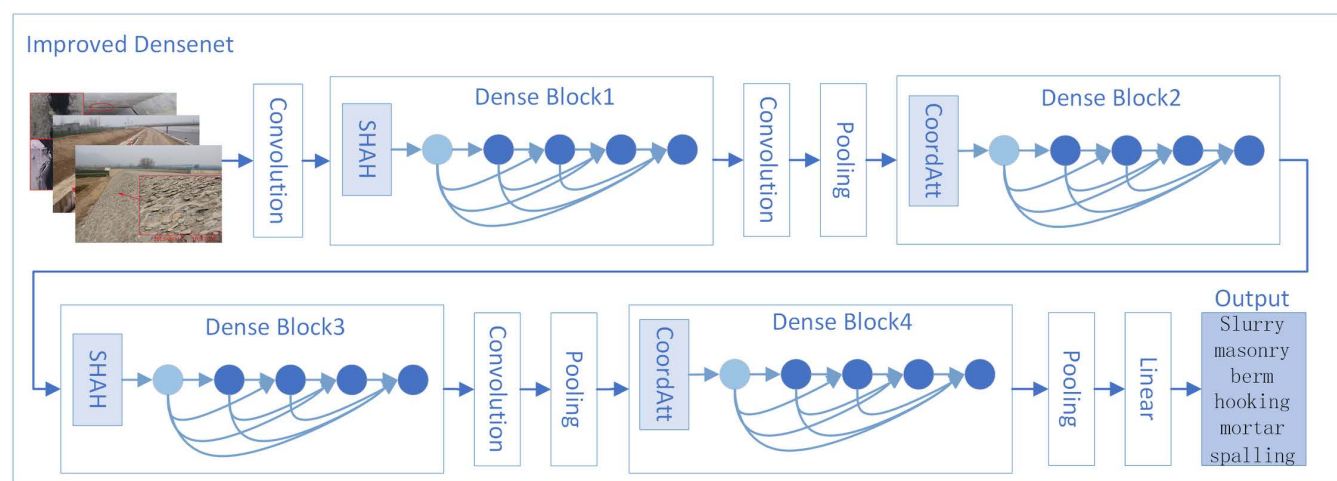 Improved Densenet
Convolution
Dense Block1
SHAH
Convolution
Pooling
Dense Block2
CoordAtt
Dense Block3
SHAH
Convolution
Pooling
Dense Block4
CoordAtt
Pooling
Linear
Output
Slurry
masonry
berm
hooking
mortar
spalling